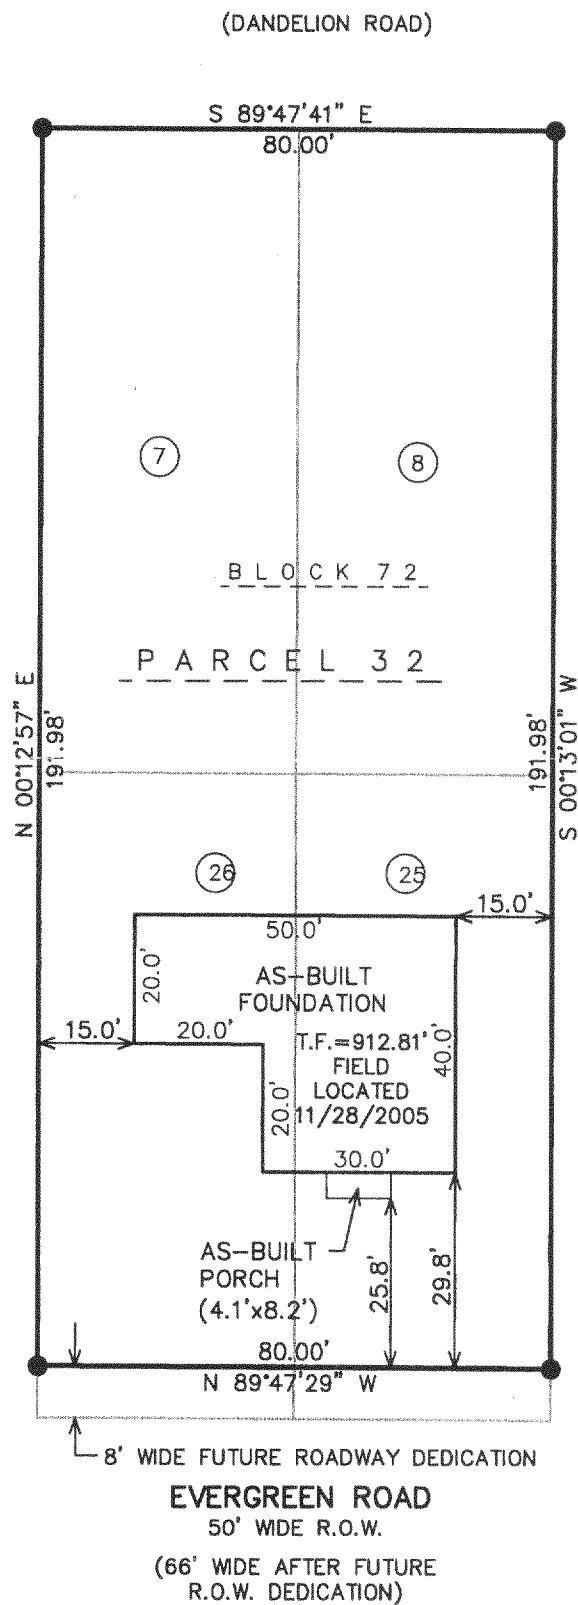 (DANDELION ROAD)
S 89°47'41" E
80.00'
7
8
BLOCK 72
PARCEL 32
N 00°12'57" E
191.98'
191.98'
S 00°13'01" W
26
25
15.0'
50.0'
20.0'
AS-BUILT
FOUNDATION
15.0'
20.0'
T.F.=912.81'
FIELD
LOCATED
11/28/2005
40.0'
20.0'
30.0'
AS-BUILT
PORCH
(4.1'x8.2')
25.8'
29.8'
80.00'
N 89°47'29" W
8' WIDE FUTURE ROADWAY DEDICATION
EVERGREEN ROAD
50' WIDE R.O.W.
(66' WIDE AFTER FUTURE
R.O.W. DEDICATION)